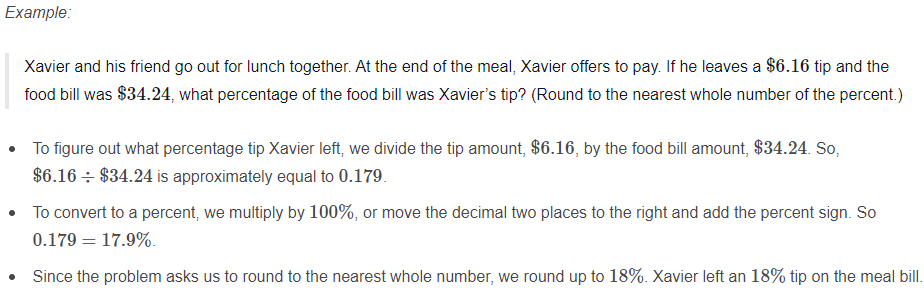 Example:
Xavier and his friend go out for lunch together. At the end of the meal, Xavier offers to pay. If he leaves a $6.16 tip and the
food bill was $34.24, what percentage of the food bill was Xavier's tip? (Round to the nearest whole number of the percent.)
• To figure out what percentage tip Xavier left, we divide the tip amount, $6.16, by the food bill amount, $34.24. So,
$6.16 ÷ $34.24 is approximately equal to 0.179.
• To convert to a percent, we multiply by 100%, or move the decimal two places to the right and add the percent sign. So
0.179 = 17.9%.
• Since the problem asks us to round to the nearest whole number, we round up to 18%. Xavier left an 18% tip on the meal bill.